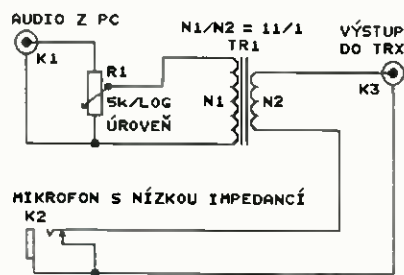 AUDIO Z PC
N1/N2 = 11/1
VÝSTUP
DO TRX
TR1
K1
R1
N1
N2
K3
5K/LOG
ÚROVEŇ
MIKROFON S NÍZKOU IMPEDANCÍ
K2